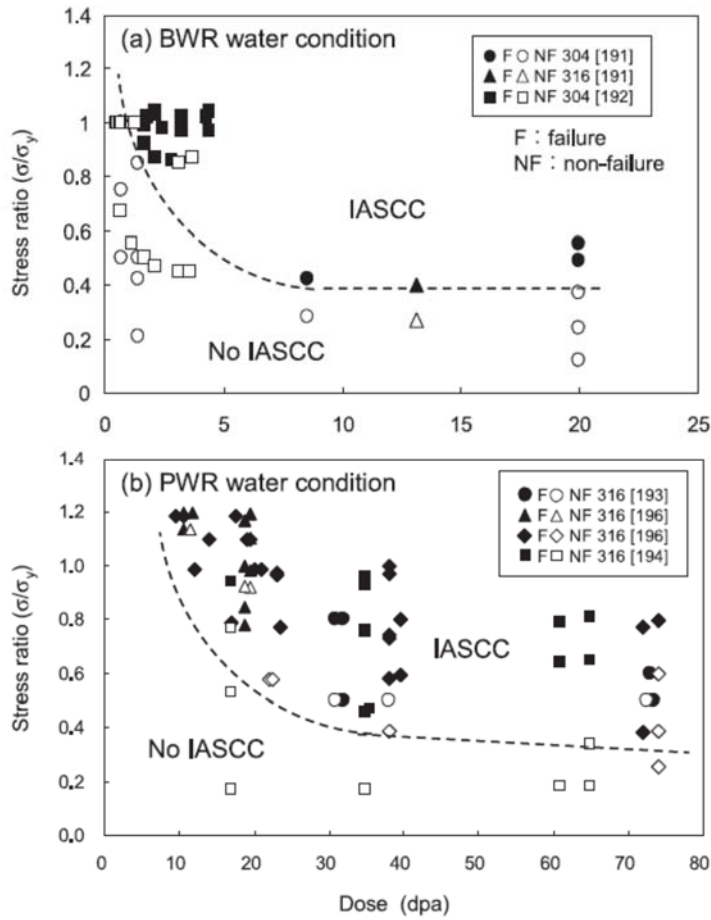 (a) BWR water condition
● F ○ NF 304 [191]
▲ F △ NF 316 [191]
■ F □ NF 304 [192]
F : failure
NF : non-failure
IASCC
No IASCC
Stress ratio (σ/σy)
1.4
1.2
1.0
0.8
0.6
0.4
0.2
0
0 5 10 15 20 25
(b) PWR water condition
● F ○ NF 316 [193]
▲ F △ NF 316 [196]
◆ F ◇ NF 316 [196]
■ F □ NF 316 [194]
IASCC
No IASCC
Stress ratio (σ/σy)
1.4
1.2
1.0
0.8
0.6
0.4
0.2
0.0
0 10 20 30 40 50 60 70 80
Dose (dpa)